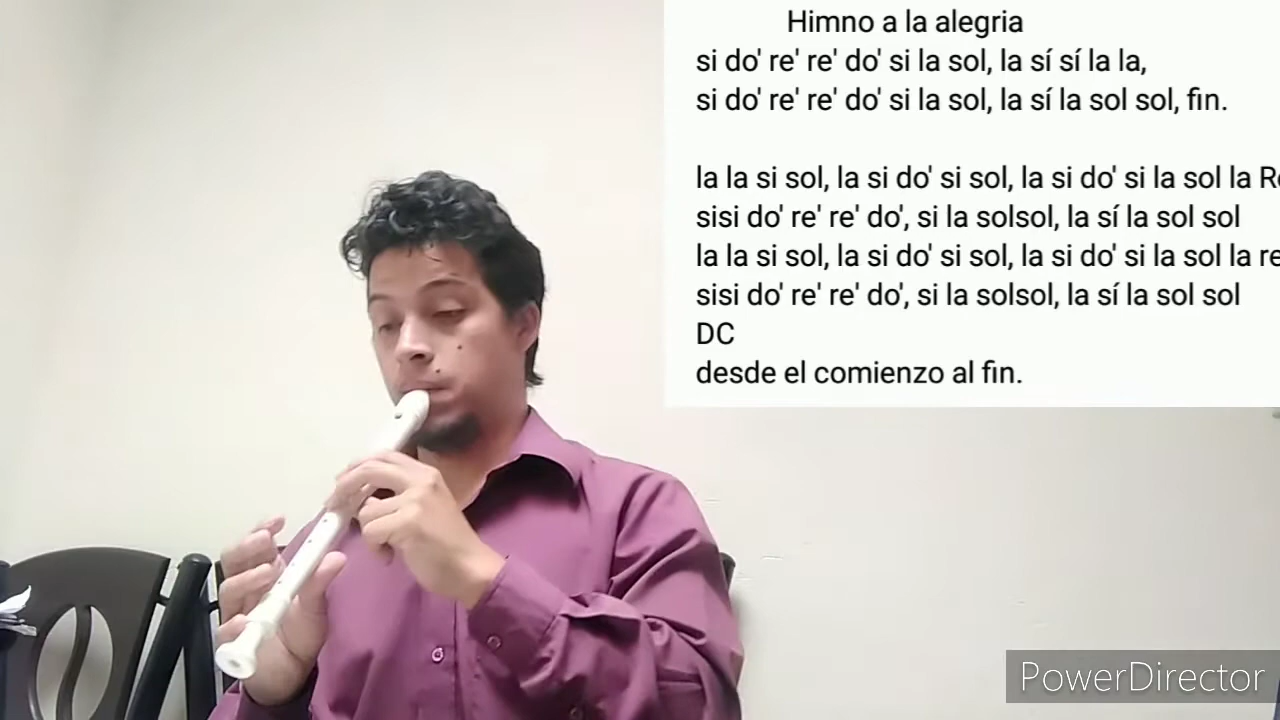 Himno a la alegria
si do' re' re' do' si la sol, la sí sí la la,
si do' re' re' do' si la sol, la sí la sol sol, fin.
la la si sol, la si do' si sol, la si do' si la sol la
sisi do' re' re' do', si la solsol, la sí la sol sol
la la si sol, la si do' si sol, la si do' si la sol la re
sisi do' re' re' do', si la solsol, la sí la sol sol
DC
desde el comienzo al fin.
PowerDirector